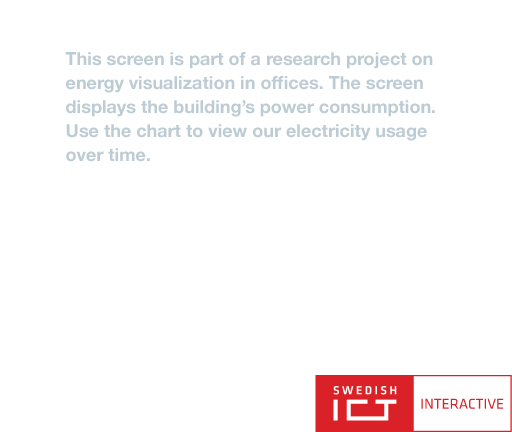 This screen is part of a research project on
energy visualization in offices. The screen
displays the building's power consumption.
Use the chart to view our electricity usage
over time.
SWEDISH
ICT
INTERACTIVE